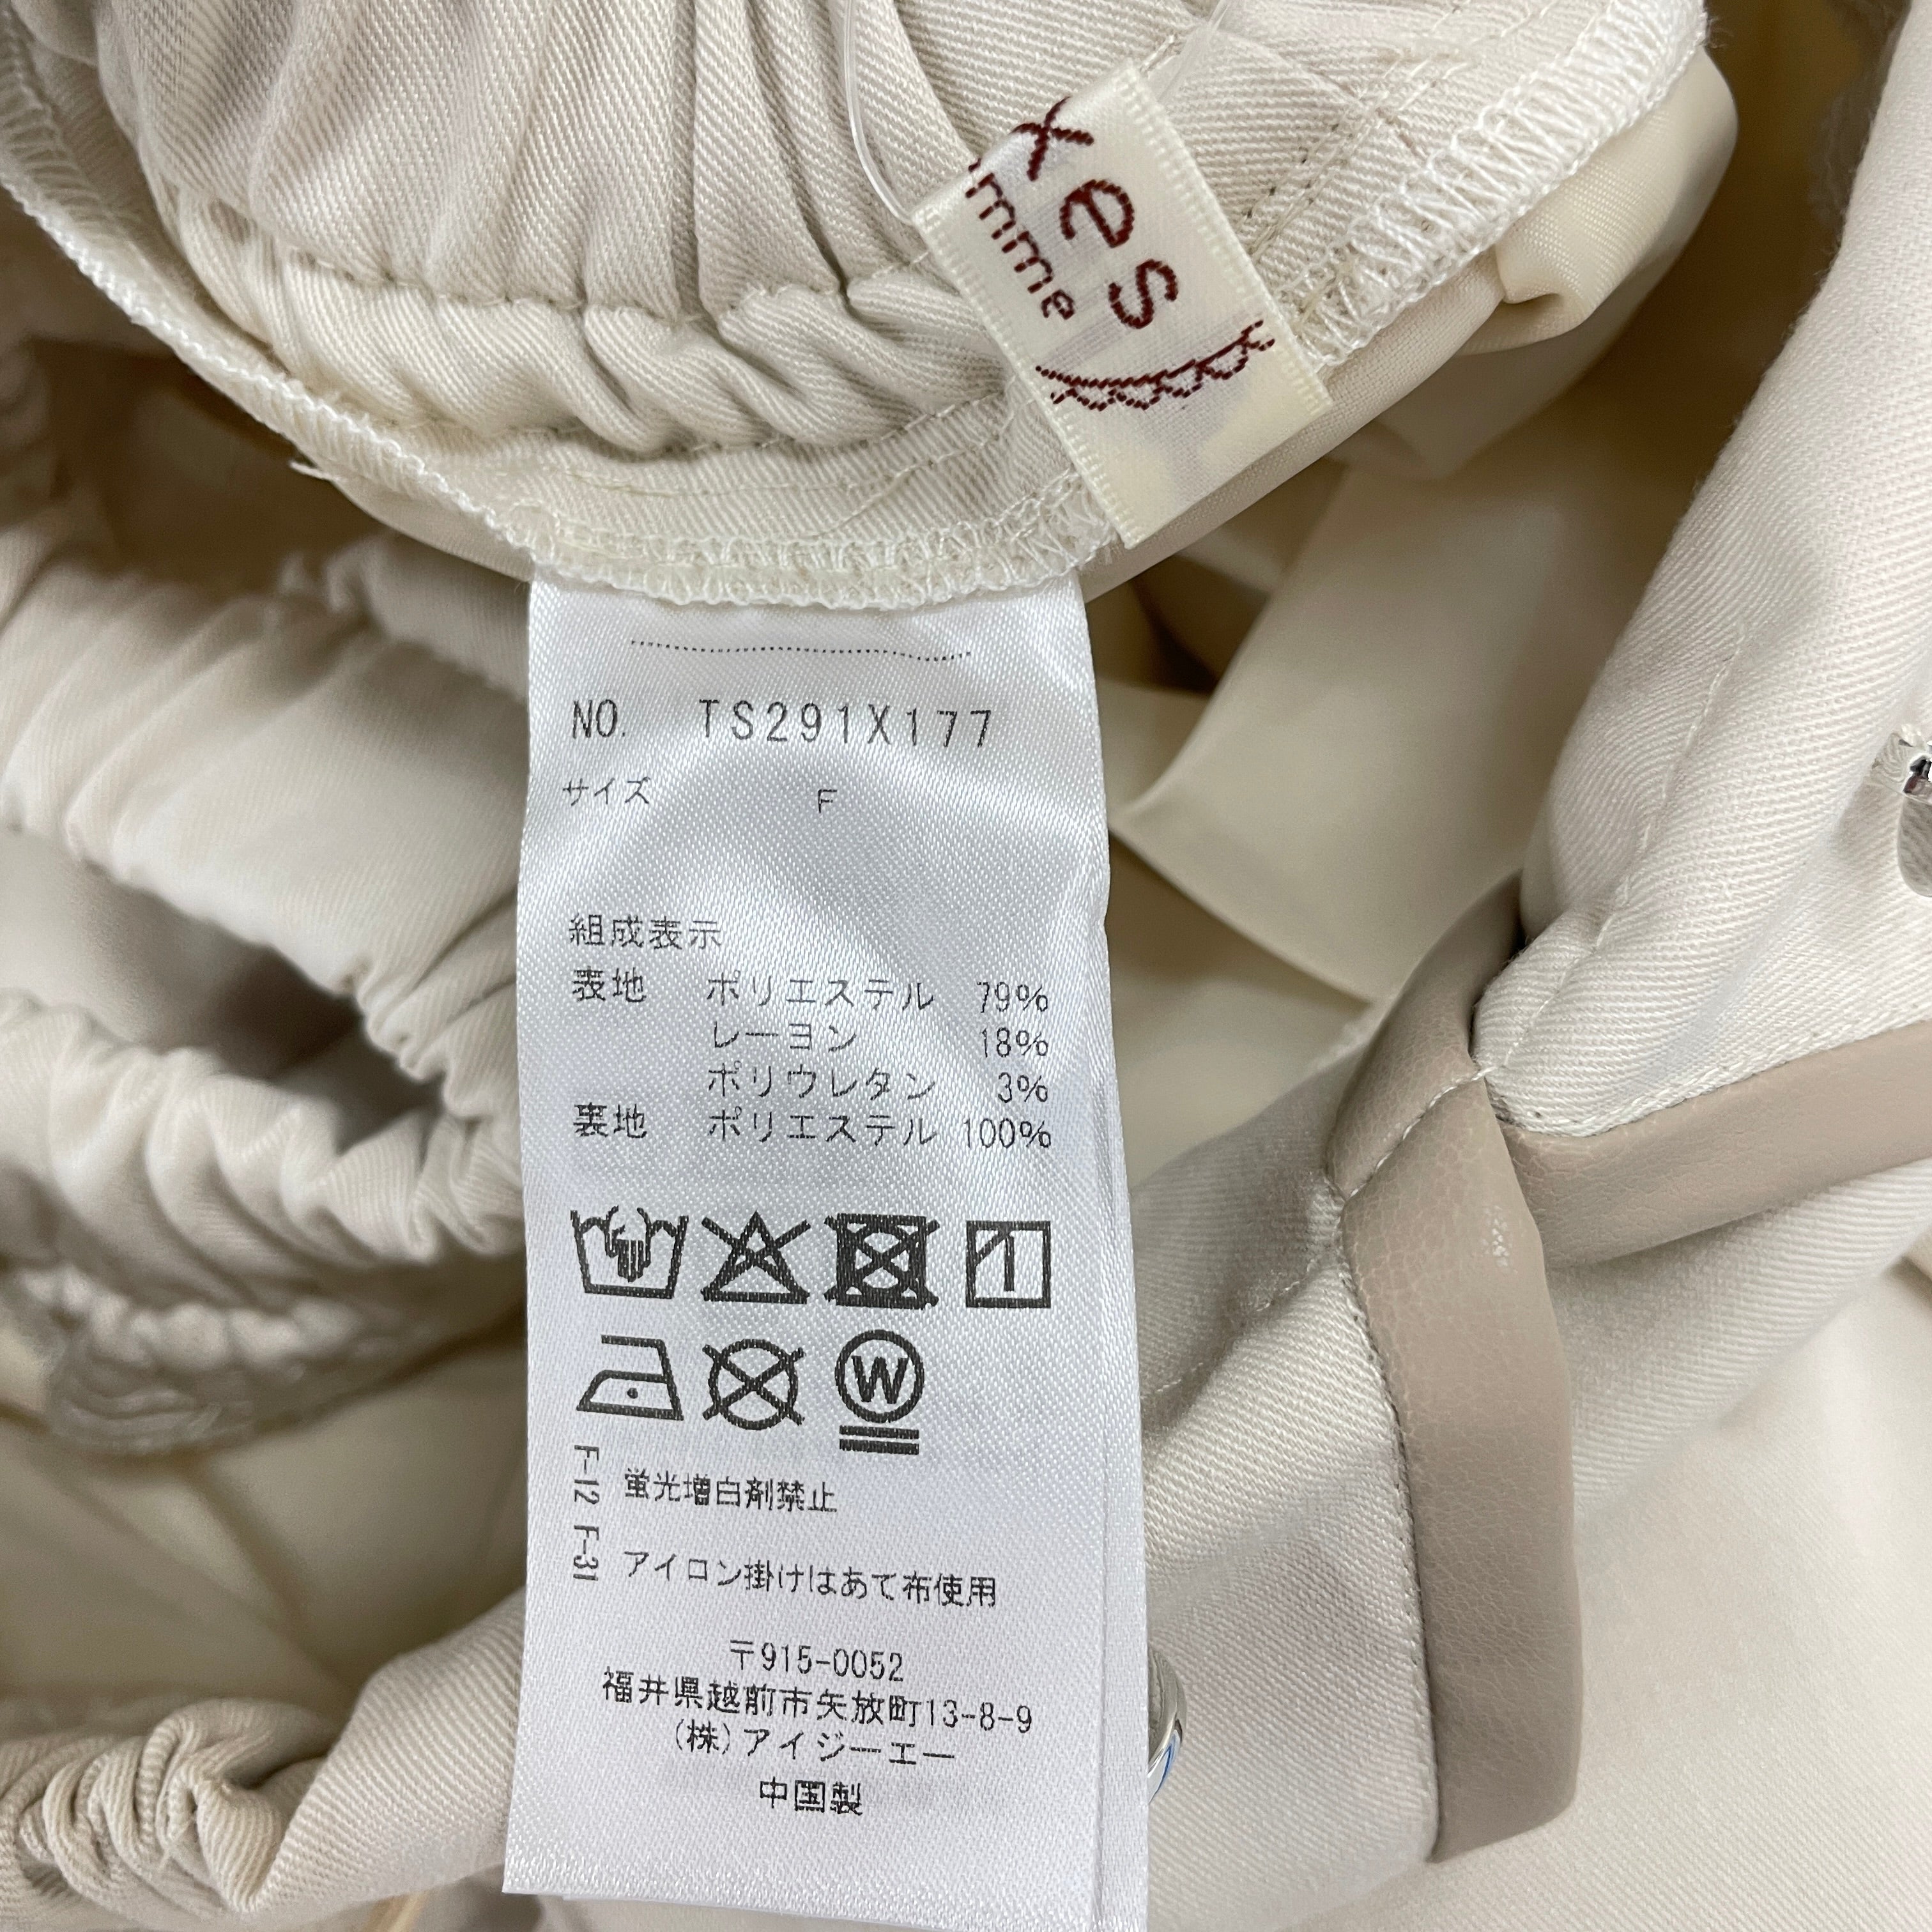 xes
mme
NO. TS291X177
サイズ F
組成表示
表地 ポリエステル 79%
レーヨン 18%
ポリウレタン 3%
裏地 ポリエステル 100%
W
F-12 蛍光増白剤禁止
F-31 アイロン掛けはあて布使用
〒915-0052
福井県越前市矢放町13-8-9
(株)アイジーエー
中国製